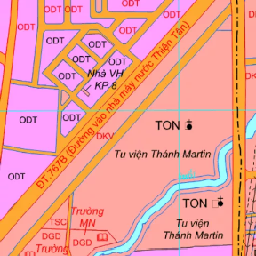 ODT
ODT
ODT
ODT
ODT
ODT
ODT
ODT
ODT
ODT
ODT
ODT
Nhà VH
KP 6
ĐT.767B (Đường vào nhà máy nước Thiện Tân)
DKV
TON
Tu viện Thánh Martin
TON
Tu viện
Thánh Martin
Trường
MN
SC
DGD
DGD
Trường